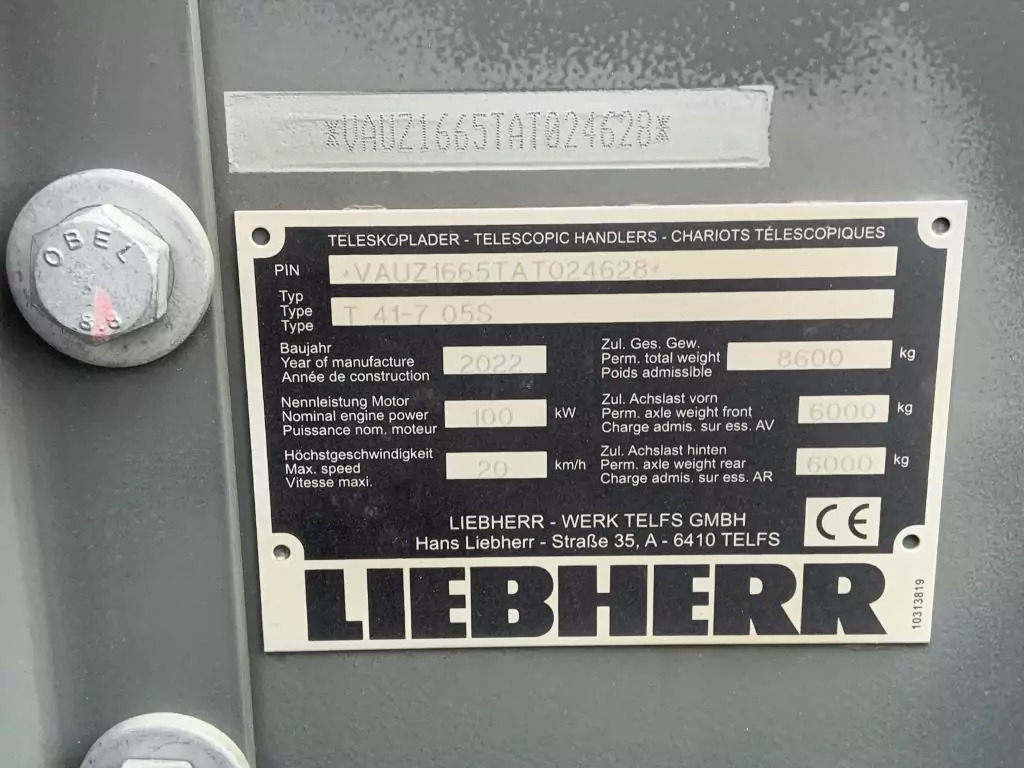 *VAUZ1665TAT024628*
TELESKOPLADER - TELESCOPIC HANDLERS - CHARIOTS TÉLESCOPIQUES
PIN *VAUZ1665TAT024628*
Typ
Type
Type
T 41-7 05S
Baujahr
Year of manufacture
Année de construction
2022
Zul. Ges. Gew.
Perm. total weight
Poids admissible
8600 kg
Nennleistung Motor
Nominal engine power
Puissance nom. moteur
100 kW
Zul. Achslast vorn
Perm. axle weight front
Charge admis. sur ess. AV
6000 kg
Höchstgeschwindigkeit
Max. speed
Vitesse maxi.
20 km/h
Zul. Achslast hinten
Perm. axle weight rear
Charge admis. sur ess. AR
6000 kg
LIEBHERR - WERK TELFS GMBH
Hans Liebherr - Straße 35, A - 6410 TELFS
CE
LIEBHERR
10313819
OBEL
8.8